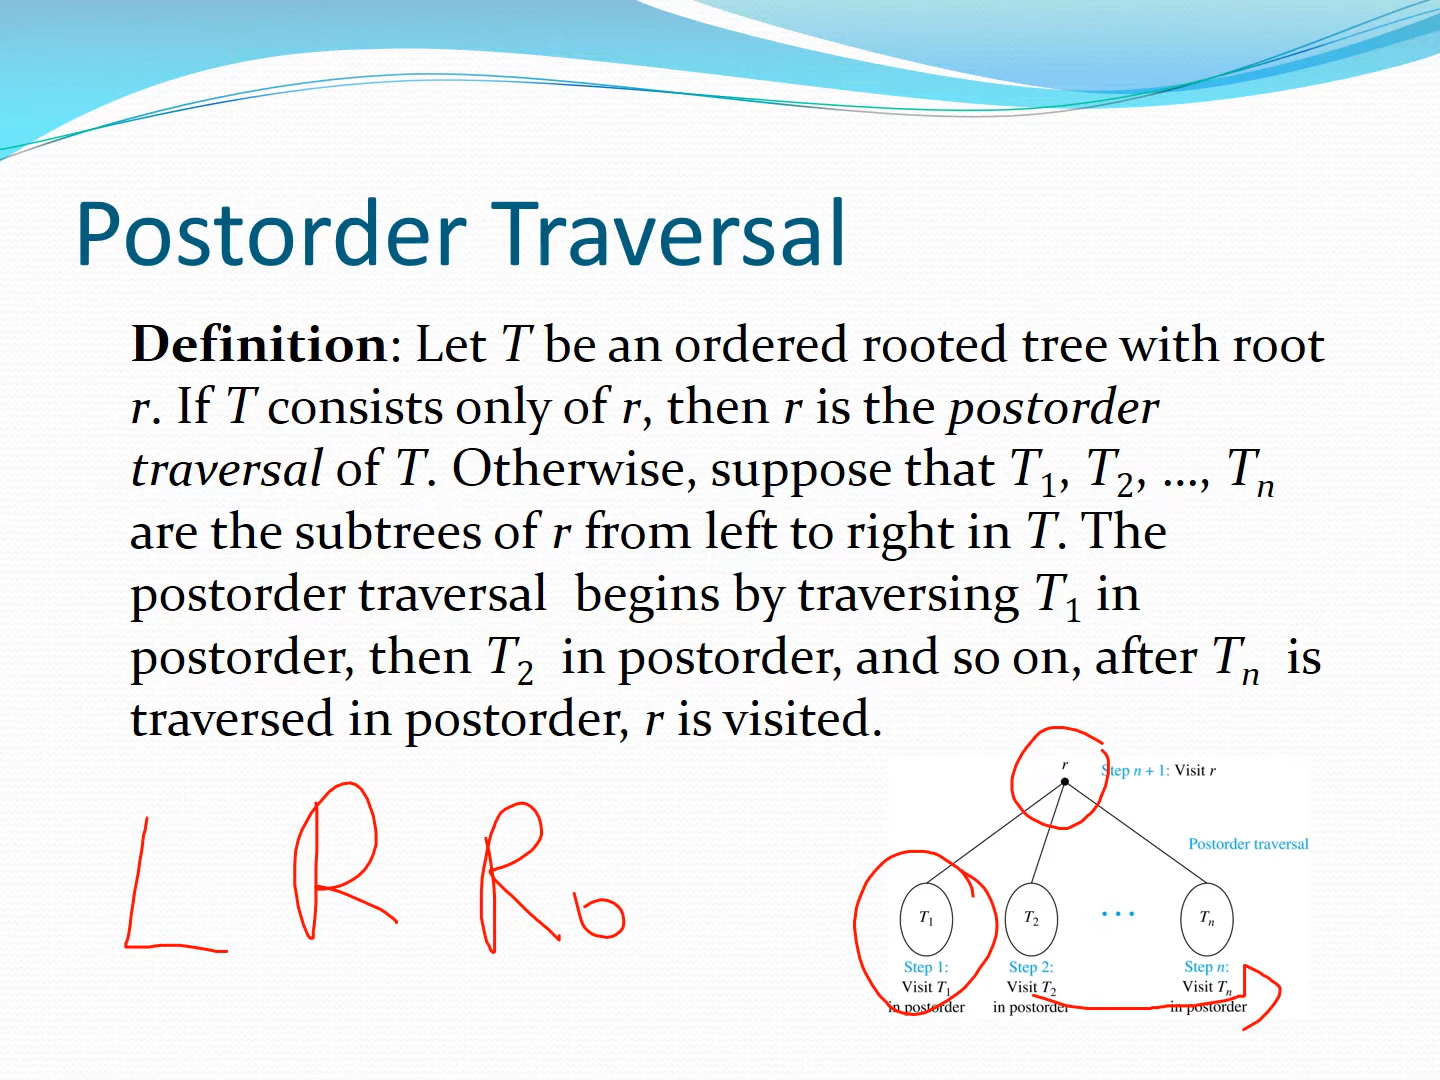 Postorder Traversal
Definition: Let T be an ordered rooted tree with root
r. If T consists only of r, then r is the postorder
traversal of T. Otherwise, suppose that T₁, T₂, …, Tₙ
are the subtrees of r from left to right in T. The
postorder traversal begins by traversing T₁ in
postorder, then T₂ in postorder, and so on, after Tₙ is
traversed in postorder, r is visited.
L R Ro
r
Step n + 1: Visit r
Postorder traversal
T₁ T₂ ... Tₙ
Step 1: Step 2: Step n:
Visit T₁ Visit T₂ Visit Tₙ
in postorder in postorder in postorder